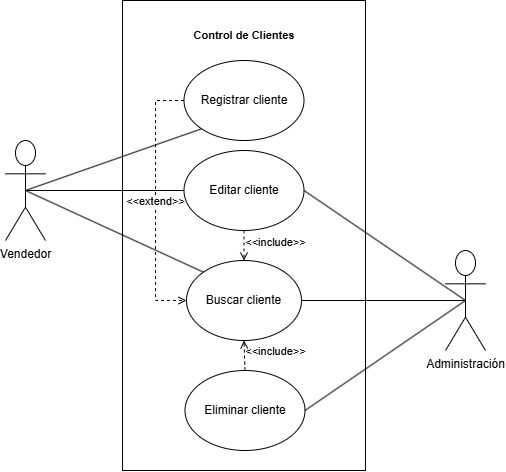 Control de Clientes
Registrar cliente
Editar cliente
<<extend>>
<<include>>
Vendedor
Buscar cliente
<<include>>
Administración
Eliminar cliente